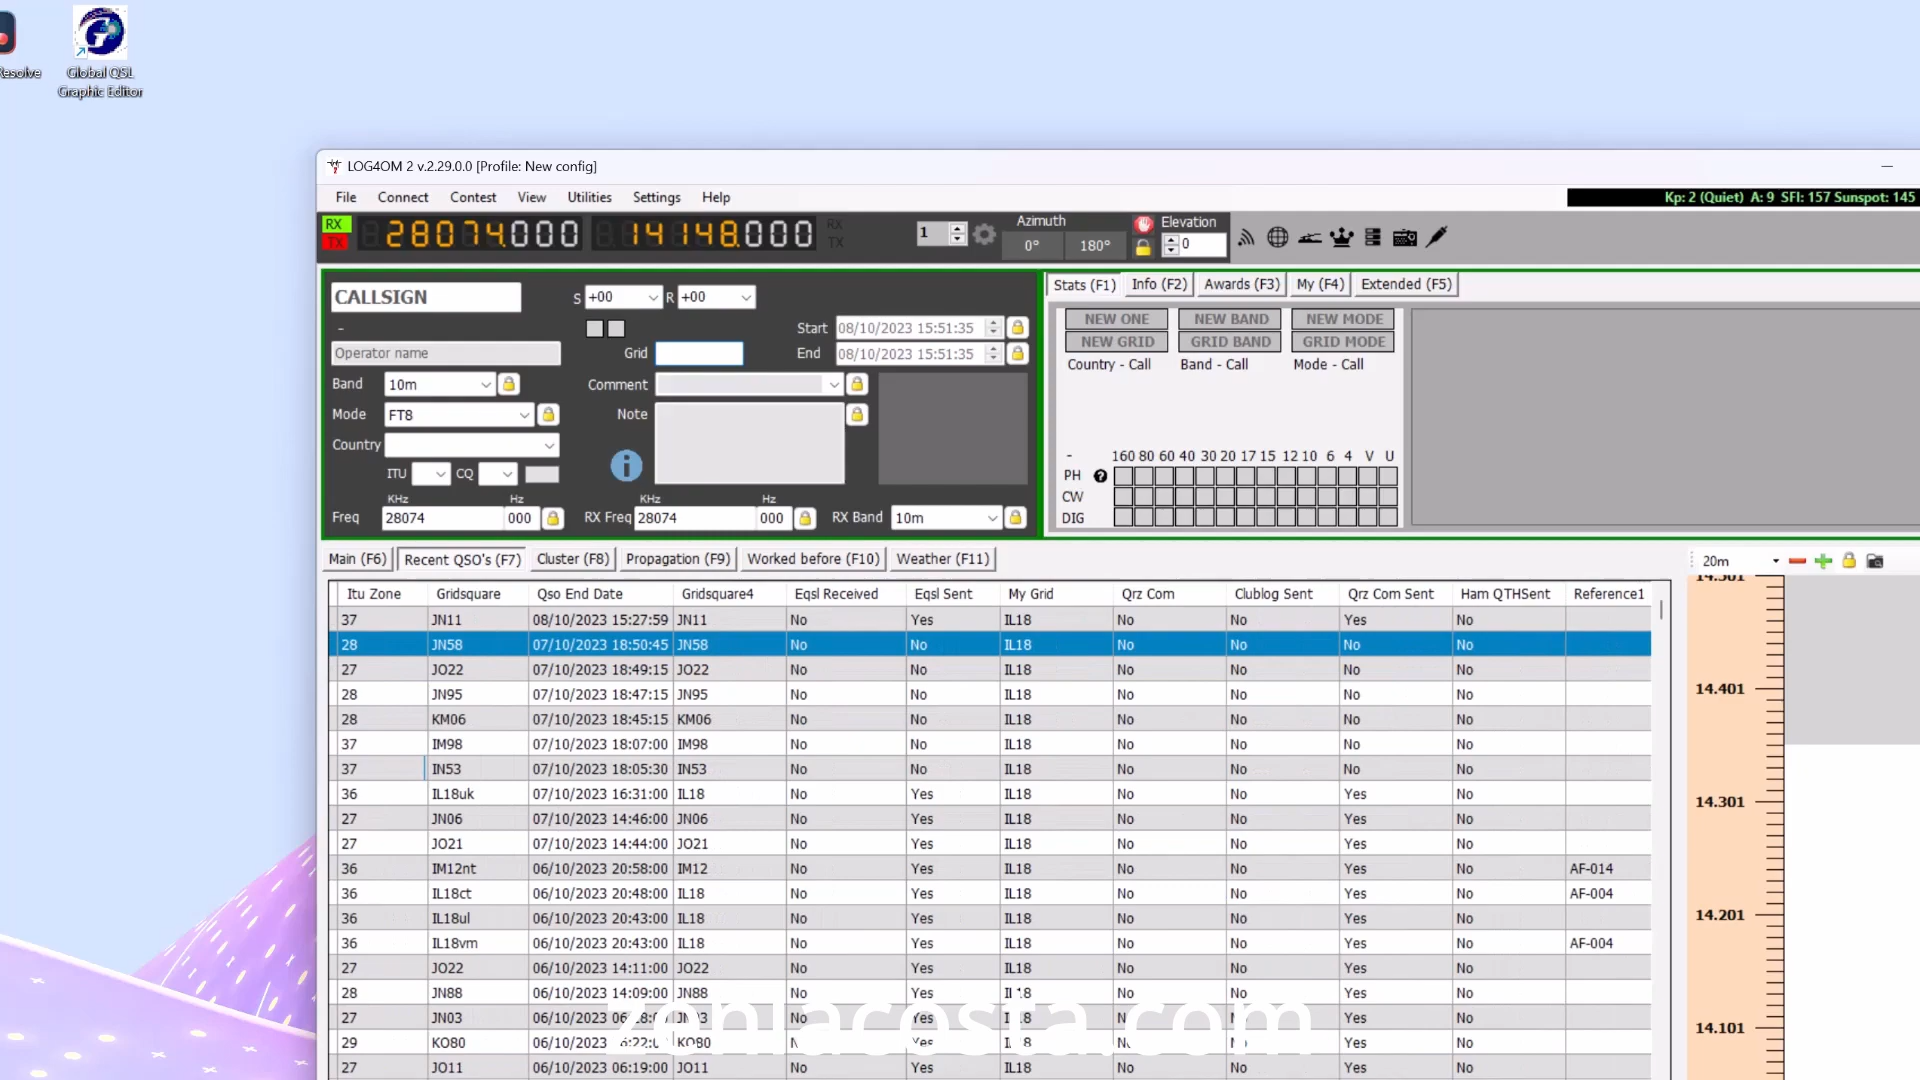 Resolve
Global QSL
Graphic Editor
LOG4OM 2 v.2.29.0.0 [Profile: New config]
File Connect Contest View Utilities Settings Help
Kp: 2 (Quiet) A: 9 SFI: 157 Sunspot: 145
RX 28074.000 14148.000 RX
TX TX
1 Azimuth Elevation
0° 180° 0
CALLSIGN S +00 R +00
-
Start 08/10/2023 15:51:35
Operator name Grid End 08/10/2023 15:51:35
Band 10m Comment
Mode FT8 Note
Country
ITU CQ
KHz Hz KHz Hz
Freq 28074 000 RX Freq 28074 000 RX Band 10m
Stats (F1) Info (F2) Awards (F3) My (F4) Extended (F5)
NEW ONE NEW BAND NEW MODE
NEW GRID GRID BAND GRID MODE
Country - Call Band - Call Mode - Call
- 160 80 60 40 30 20 17 15 12 10 6 4 V U
PH
CW
DIG
Main (F6) Recent QSO's (F7) Cluster (F8) Propagation (F9) Worked before (F10) Weather (F11)
20m
Itu Zone Gridsquare Qso End Date Gridsquare4 Eqsl Received Eqsl Sent My Grid Qrz Com Clublog Sent Qrz Com Sent Ham QTHSent Reference1
37 JN11 08/10/2023 15:27:59 JN11 No Yes IL18 No No Yes No
28 JN58 07/10/2023 18:50:45 JN58 No No IL18 No No No No
27 JO22 07/10/2023 18:49:15 JO22 No No IL18 No No No No
28 JN95 07/10/2023 18:47:15 JN95 No No IL18 No No No No
28 KM06 07/10/2023 18:45:15 KM06 No No IL18 No No No No
37 IM98 07/10/2023 18:07:00 IM98 No No IL18 No No No No
37 IN53 07/10/2023 18:05:30 IN53 No No IL18 No No No No
36 IL18uk 07/10/2023 16:31:00 IL18 No Yes IL18 No No Yes No
27 JN06 07/10/2023 14:46:00 JN06 No Yes IL18 No No Yes No
27 JO21 07/10/2023 14:44:00 JO21 No Yes IL18 No No Yes No
36 IM12nt 06/10/2023 20:58:00 IM12 No Yes IL18 No No Yes No AF-014
36 IL18ct 06/10/2023 20:48:00 IL18 No Yes IL18 No No Yes No AF-004
36 IL18ul 06/10/2023 20:43:00 IL18 No Yes IL18 No No Yes No
36 IL18vm 06/10/2023 20:43:00 IL18 No Yes IL18 No No Yes No AF-004
27 JO22 06/10/2023 14:11:00 JO22 No Yes IL18 No No Yes No
28 JN88 06/10/2023 14:09:00 JN88 No Yes IL18 No No Yes No
27 JN03 06/10/2023 No Yes IL18 No No Yes No
29 KO80 06/10/2023 KO80 Yes IL18 Yes No
27 JO11 06/10/2023 06:19:00 JO11 No Yes IL18 No No Yes No
zenlacosta.com
14.501
14.401
14.301
14.201
14.101